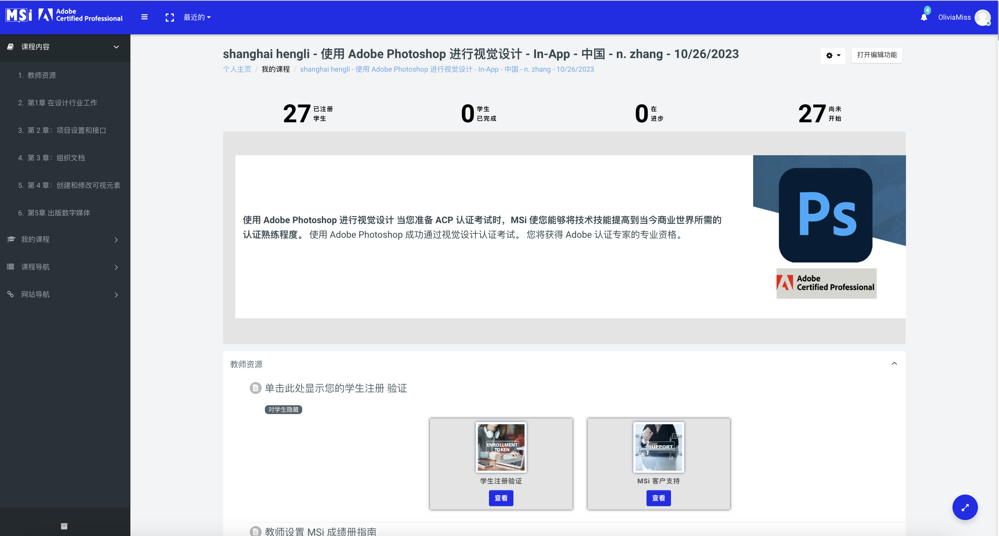 MSi Adobe
Certified Professional
最近的
4
OliviaMiss
课程内容
1. 教师资源
2. 第1章 在设计行业工作
3. 第 2 章：项目设置和接口
4. 第 3 章：组织文档
5. 第 4 章：创建和修改可视元素
6. 第5章 出版数字媒体
我的课程
课程导航
网站导航
shanghai hengli - 使用 Adobe Photoshop 进行视觉设计 - In-App - 中国 - n. zhang - 10/26/2023
打开编辑功能
个人主页 / 我的课程 / shanghai hengli - 使用 Adobe Photoshop 进行视觉设计 - In-App - 中国 - n. zhang - 10/26/2023
27 已注册
学生
0 学生
已完成
0 在
进步
27 尚未
开始
使用 Adobe Photoshop 进行视觉设计 当您准备 ACP 认证考试时，MSi 使您能够将技术技能提高到当今商业世界所需的
认证熟练程度。 使用 Adobe Photoshop 成功通过视觉设计认证考试。 您将获得 Adobe 认证专家的专业资格。
Ps
Adobe
Certified Professional
教师资源
单击此处显示您的学生注册 验证
对学生隐藏
ENROLLMENT
TOKEN
学生注册验证
查看
SUPPORT
MSi 客户支持
查看
教师设置 MSi 成绩册指南